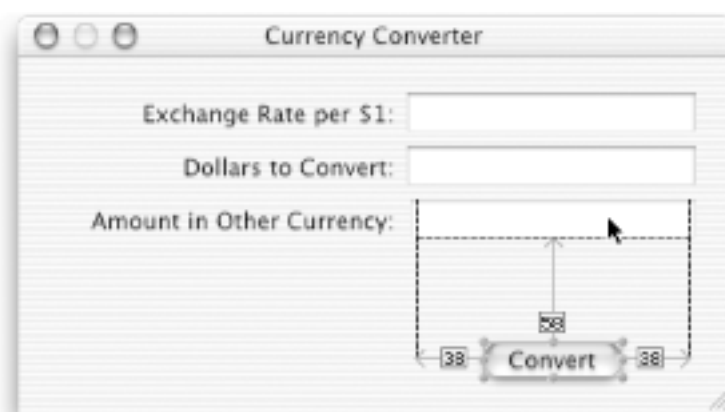 Currency Converter
Exchange Rate per $1:
Dollars to Convert:
Amount in Other Currency:
58
38 Convert 38